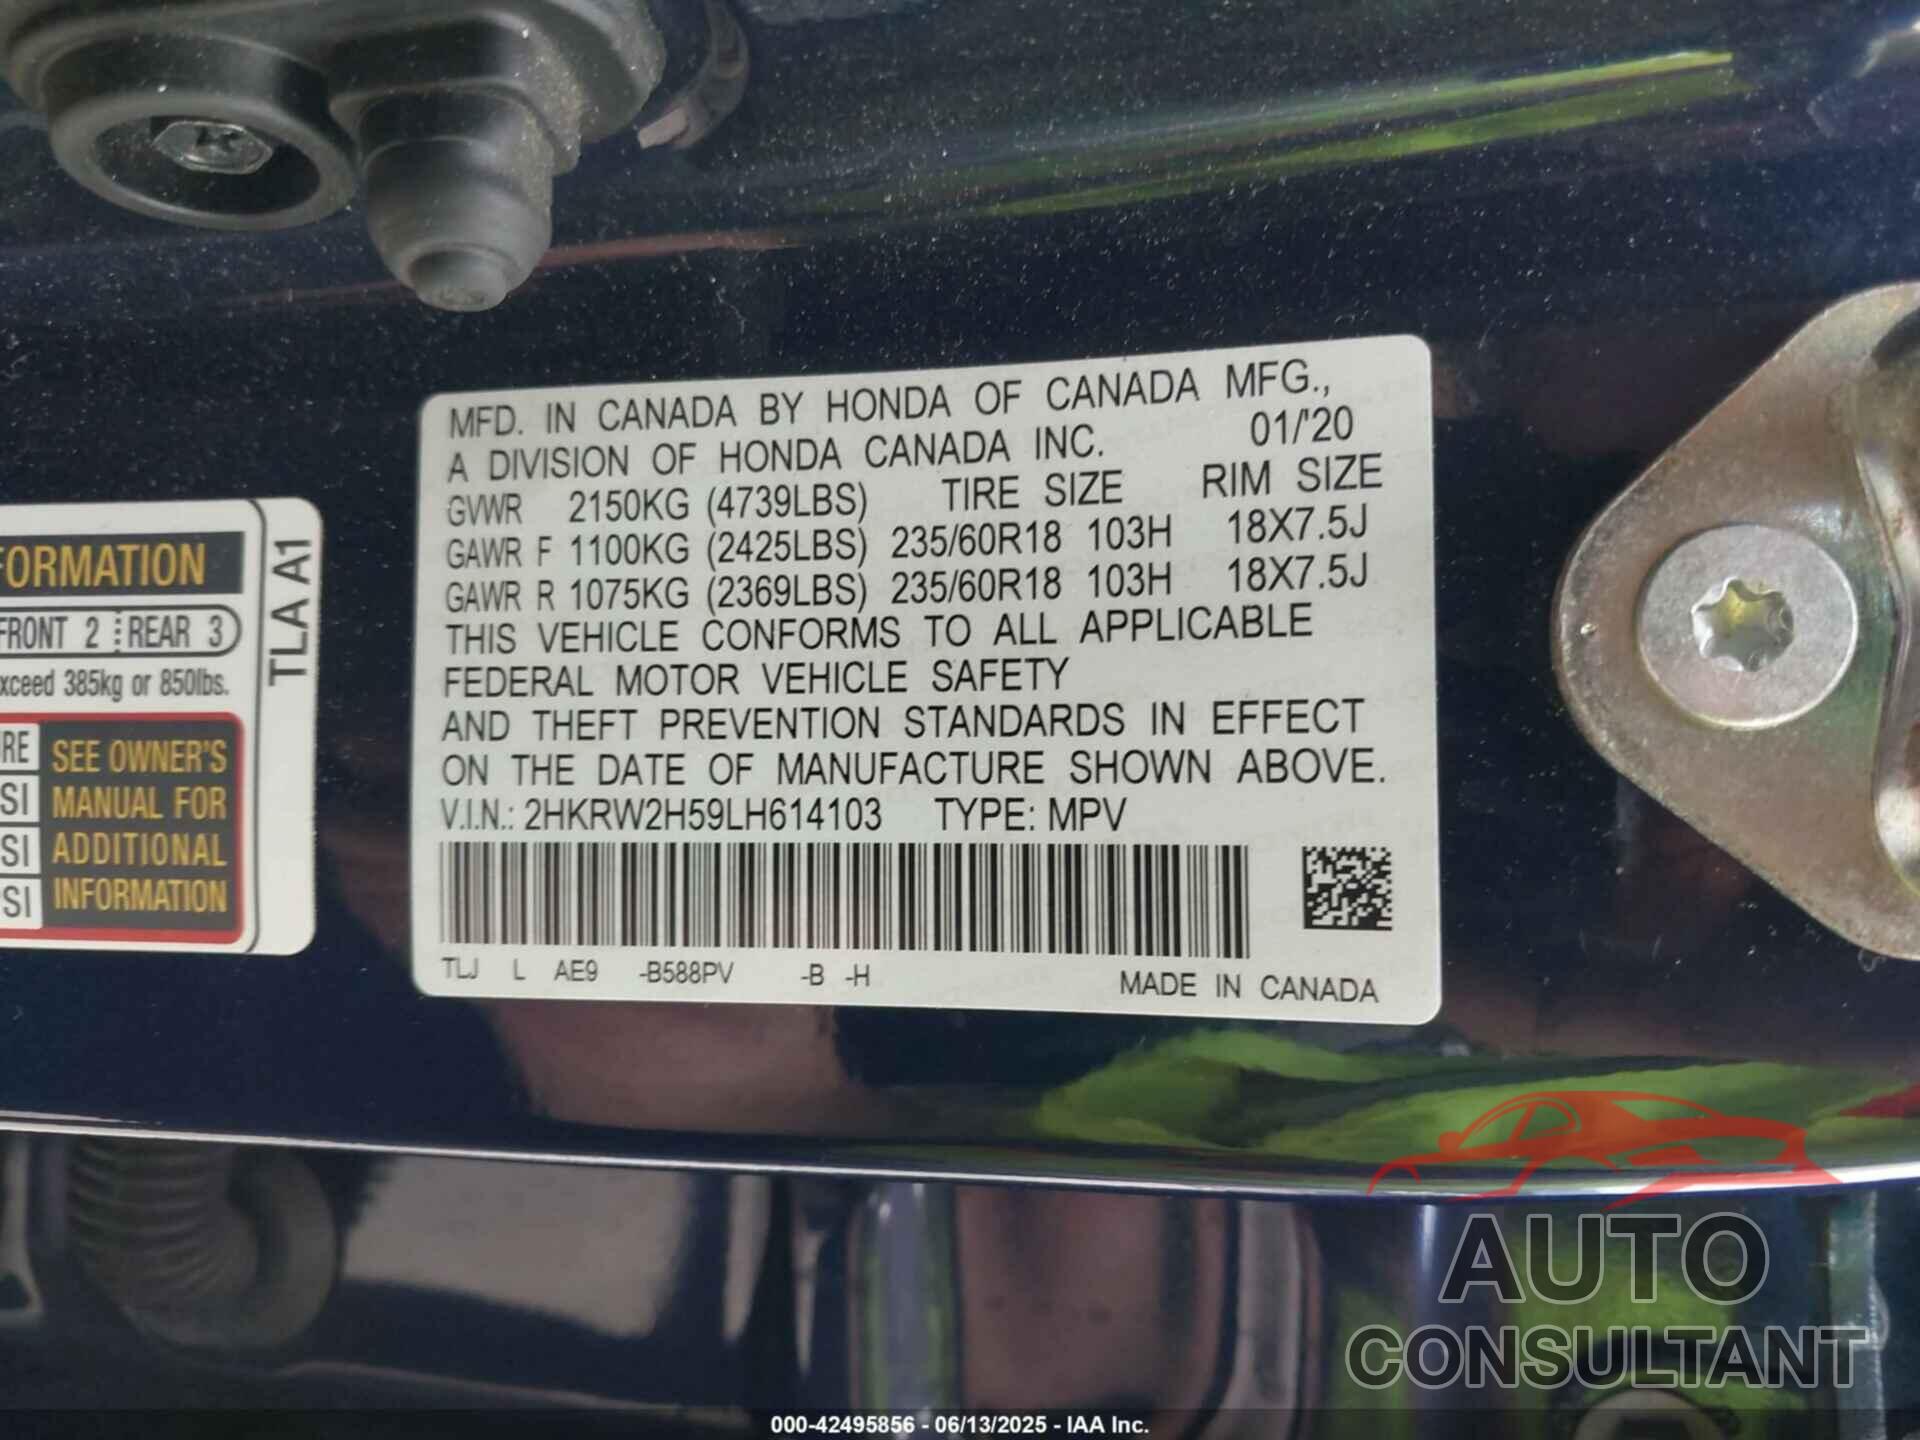 MFD. IN CANADA BY HONDA OF CANADA MFG.,
A DIVISION OF HONDA CANADA INC. 01/'20
GVWR 2150KG (4739LBS) TIRE SIZE RIM SIZE
GAWR F 1100KG (2425LBS) 235/60R18 103H 18X7.5J
GAWR R 1075KG (2369LBS) 235/60R18 103H 18X7.5J
THIS VEHICLE CONFORMS TO ALL APPLICABLE
FEDERAL MOTOR VEHICLE SAFETY
AND THEFT PREVENTION STANDARDS IN EFFECT
ON THE DATE OF MANUFACTURE SHOWN ABOVE.
V.I.N.: 2HKRW2H59LH614103 TYPE: MPV
TLJ L AE9 -B588PV -B -H MADE IN CANADA
FORMATION
FRONT 2 REAR 3
xceed 385kg or 850lbs.
RE
SI
SI
PSI
SEE OWNER'S
MANUAL FOR
ADDITIONAL
INFORMATION
TLA A1
AUTO
CONSULTANT
000-42495856 - 06/13/2025 - IAA Inc.